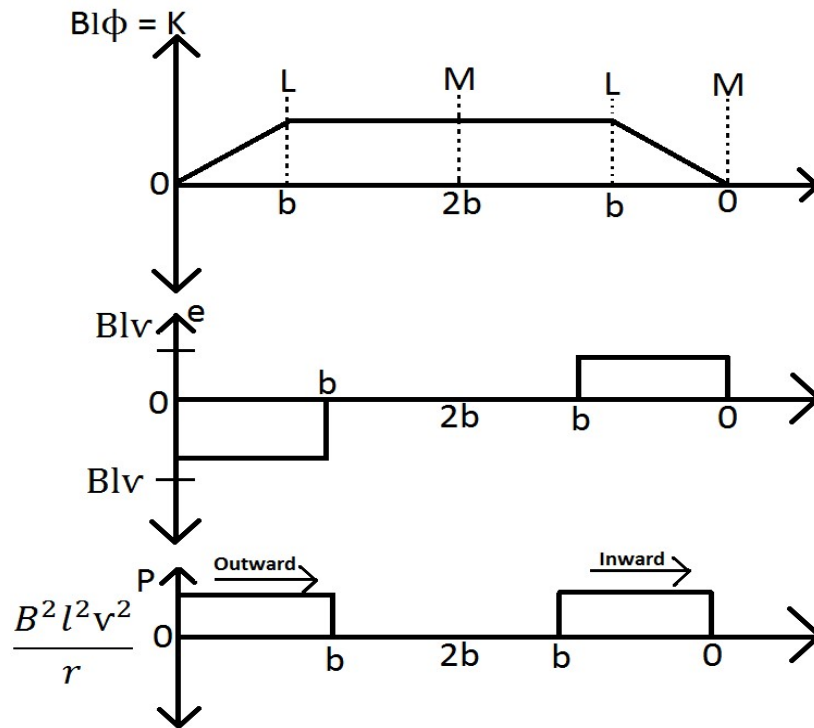 Blϕ = K
L M L M
0 b 2b b 0
Blv e
0 b 2b b 0
Blv
P Outward Inward
B²l²v²
r
0 b 2b b 0